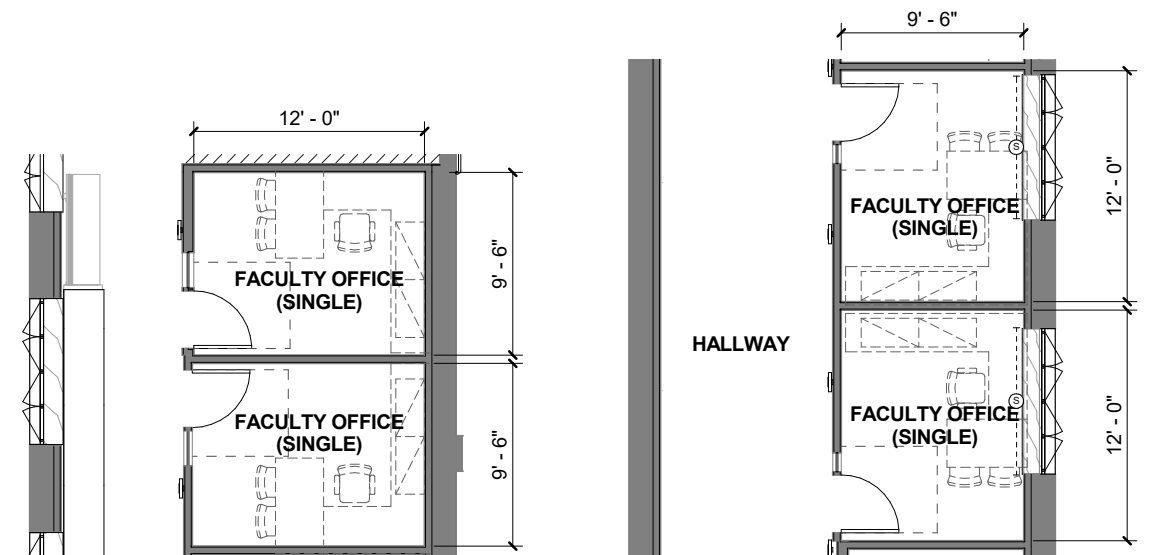 9' - 6"
12' - 0"
FACULTY OFFICE
(SINGLE)
9' - 6"
FACULTY OFFICE
(SINGLE)
9' - 6"
HALLWAY
S
FACULTY OFFICE
(SINGLE)
12' - 0"
S
FACULTY OFFICE
(SINGLE)
12' - 0"